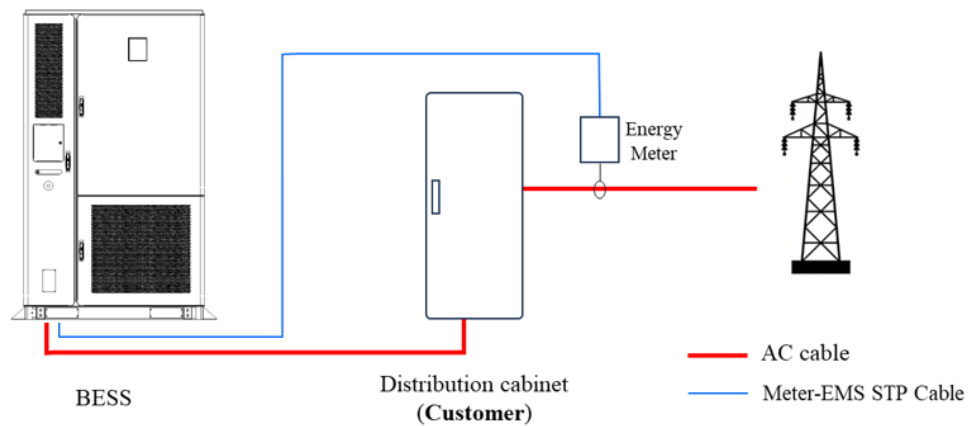 Energy
Meter
AC cable
Meter-EMS STP Cable
BESS
Distribution cabinet
(Customer)